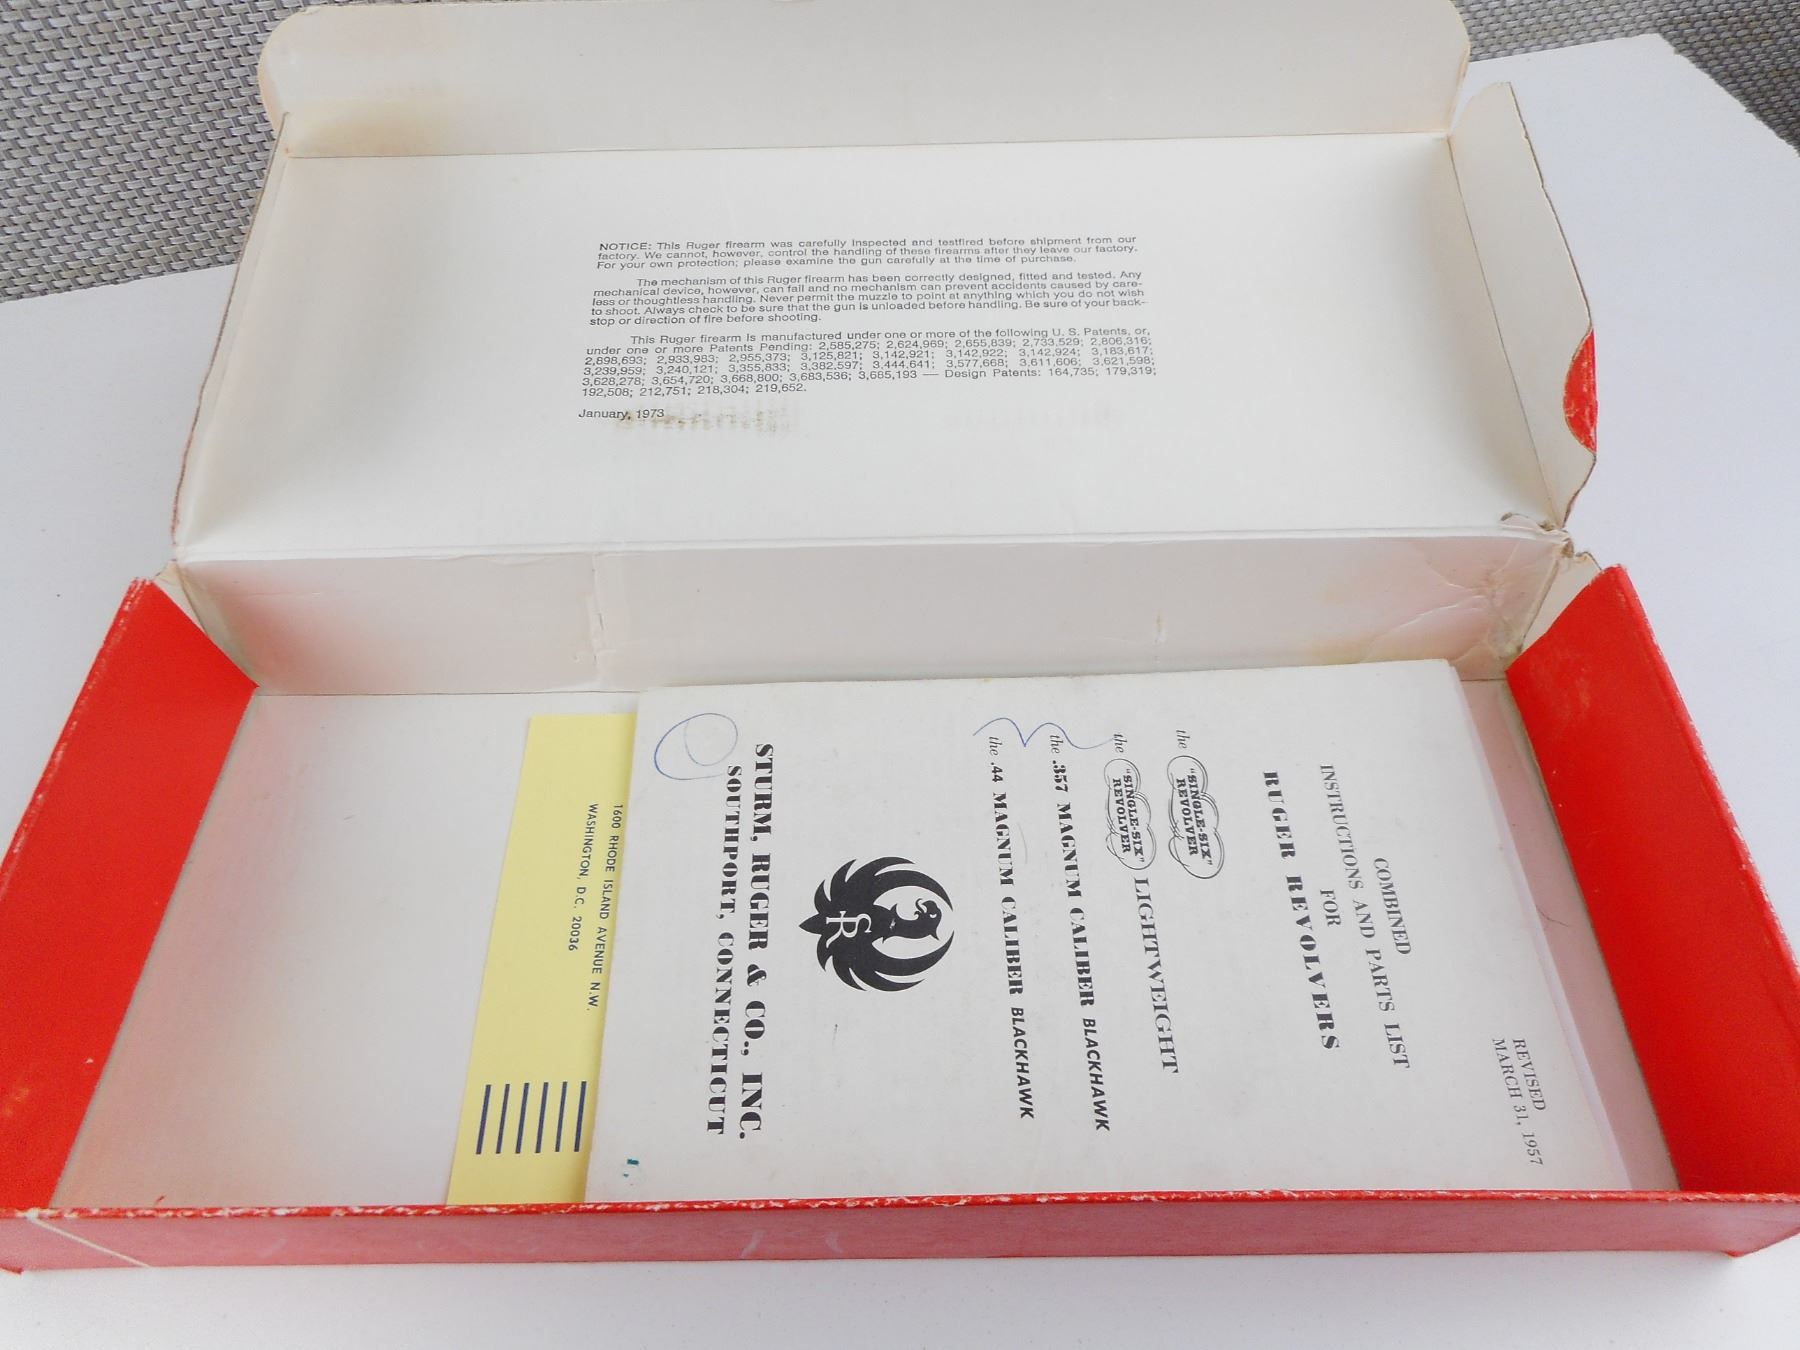 NOTICE: This Ruger firearm was carefully inspected and testfired before shipment from our
factory. We cannot, however, control the handling of these firearms after they leave our factory.
For your own protection; please examine the gun carefully at the time of purchase.
The mechanism of this Ruger firearm has been correctly designed, fitted and tested. Any
mechanical device, however, can fail and no mechanism can prevent accidents caused by care-
less or thoughtless handling. Never permit the muzzle to point at anything which you do not wish
to shoot. Always check to be sure that the gun is unloaded before handling. Be sure of your back-
stop or direction of fire before shooting.
This Ruger firearm is manufactured under one or more of the following U. S. Patents, or,
under one or more Patents Pending: 2,585,275; 2,624,969; 2,655,839; 2,733,529; 2,806,316;
2,898,693; 2,933,983; 2,955,373; 3,125,821; 3,142,921; 3,142,922; 3,142,924; 3,183,617;
3,239,959; 3,240,121; 3,355,833; 3,382,597; 3,444,641; 3,577,668; 3,611,606; 3,621,598;
3,628,278; 3,654,720; 3,668,800; 3,683,536; 3,685,193 — Design Patents: 164,735; 179,319;
192,508; 212,751; 218,304; 219,652.
January, 1973
REVISED
MARCH 31, 1957
COMBINED
INSTRUCTIONS AND PARTS LIST
FOR
RUGER REVOLVERS
the "SINGLE-SIX"
REVOLVER
the "SINGLE-SIX" LIGHTWEIGHT
REVOLVER
the .357 MAGNUM CALIBER BLACKHAWK
the .44 MAGNUM CALIBER BLACKHAWK
SR
STURM, RUGER & CO., INC.
SOUTHPORT, CONNECTICUT
1600 RHODE ISLAND AVENUE N.W.
WASHINGTON, D.C. 20036